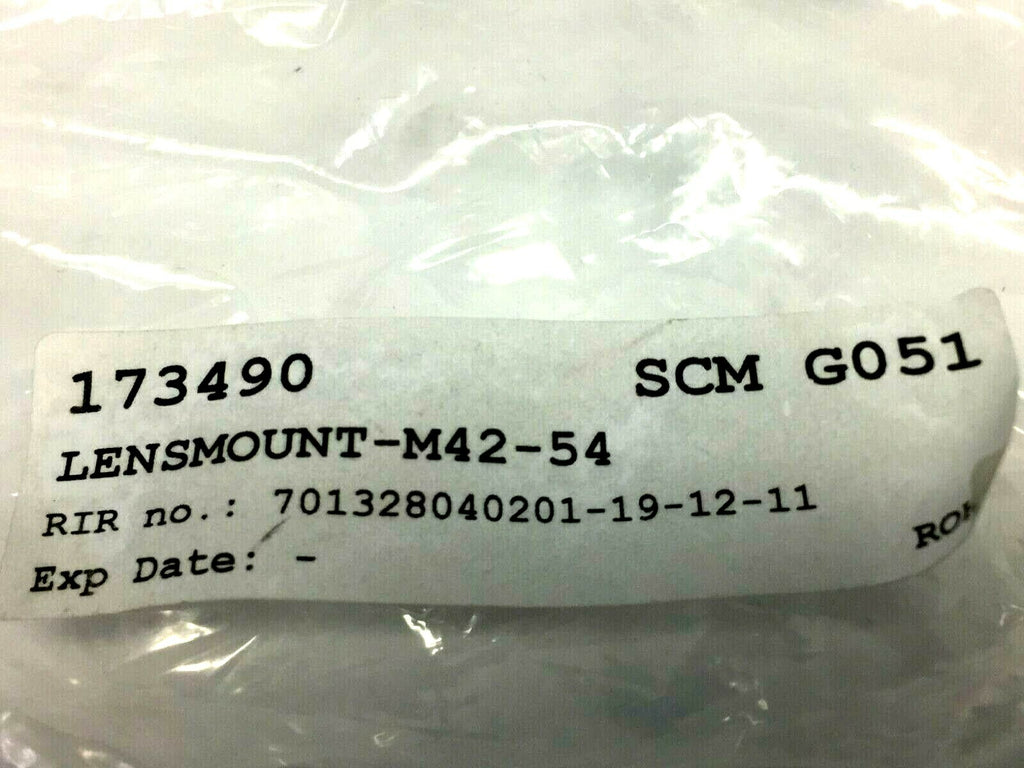 173490 SCM G051
LENSMOUNT-M42-54
RIR no.: 701328040201-19-12-11
Exp Date: -